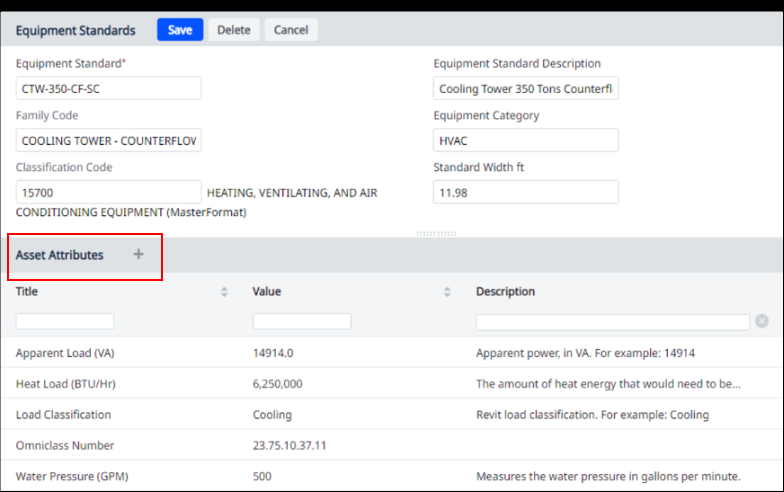 Equipment Standards Save Delete Cancel
Equipment Standard* Equipment Standard Description
CTW-350-CF-SC Cooling Tower 350 Tons Counterfl
Family Code Equipment Category
COOLING TOWER - COUNTERFLOW HVAC
Classification Code Standard Width ft
15700 HEATING, VENTILATING, AND AIR 11.98
CONDITIONING EQUIPMENT (MasterFormat)
Asset Attributes +
Title Value Description
Apparent Load (VA) 14914.0 Apparent power, in VA. For example: 14914
Heat Load (BTU/Hr) 6,250,000 The amount of heat energy that would need to be...
Load Classification Cooling Revit load classification. For example: Cooling
Omniclass Number 23.75.10.37.11
Water Pressure (GPM) 500 Measures the water pressure in gallons per minute.